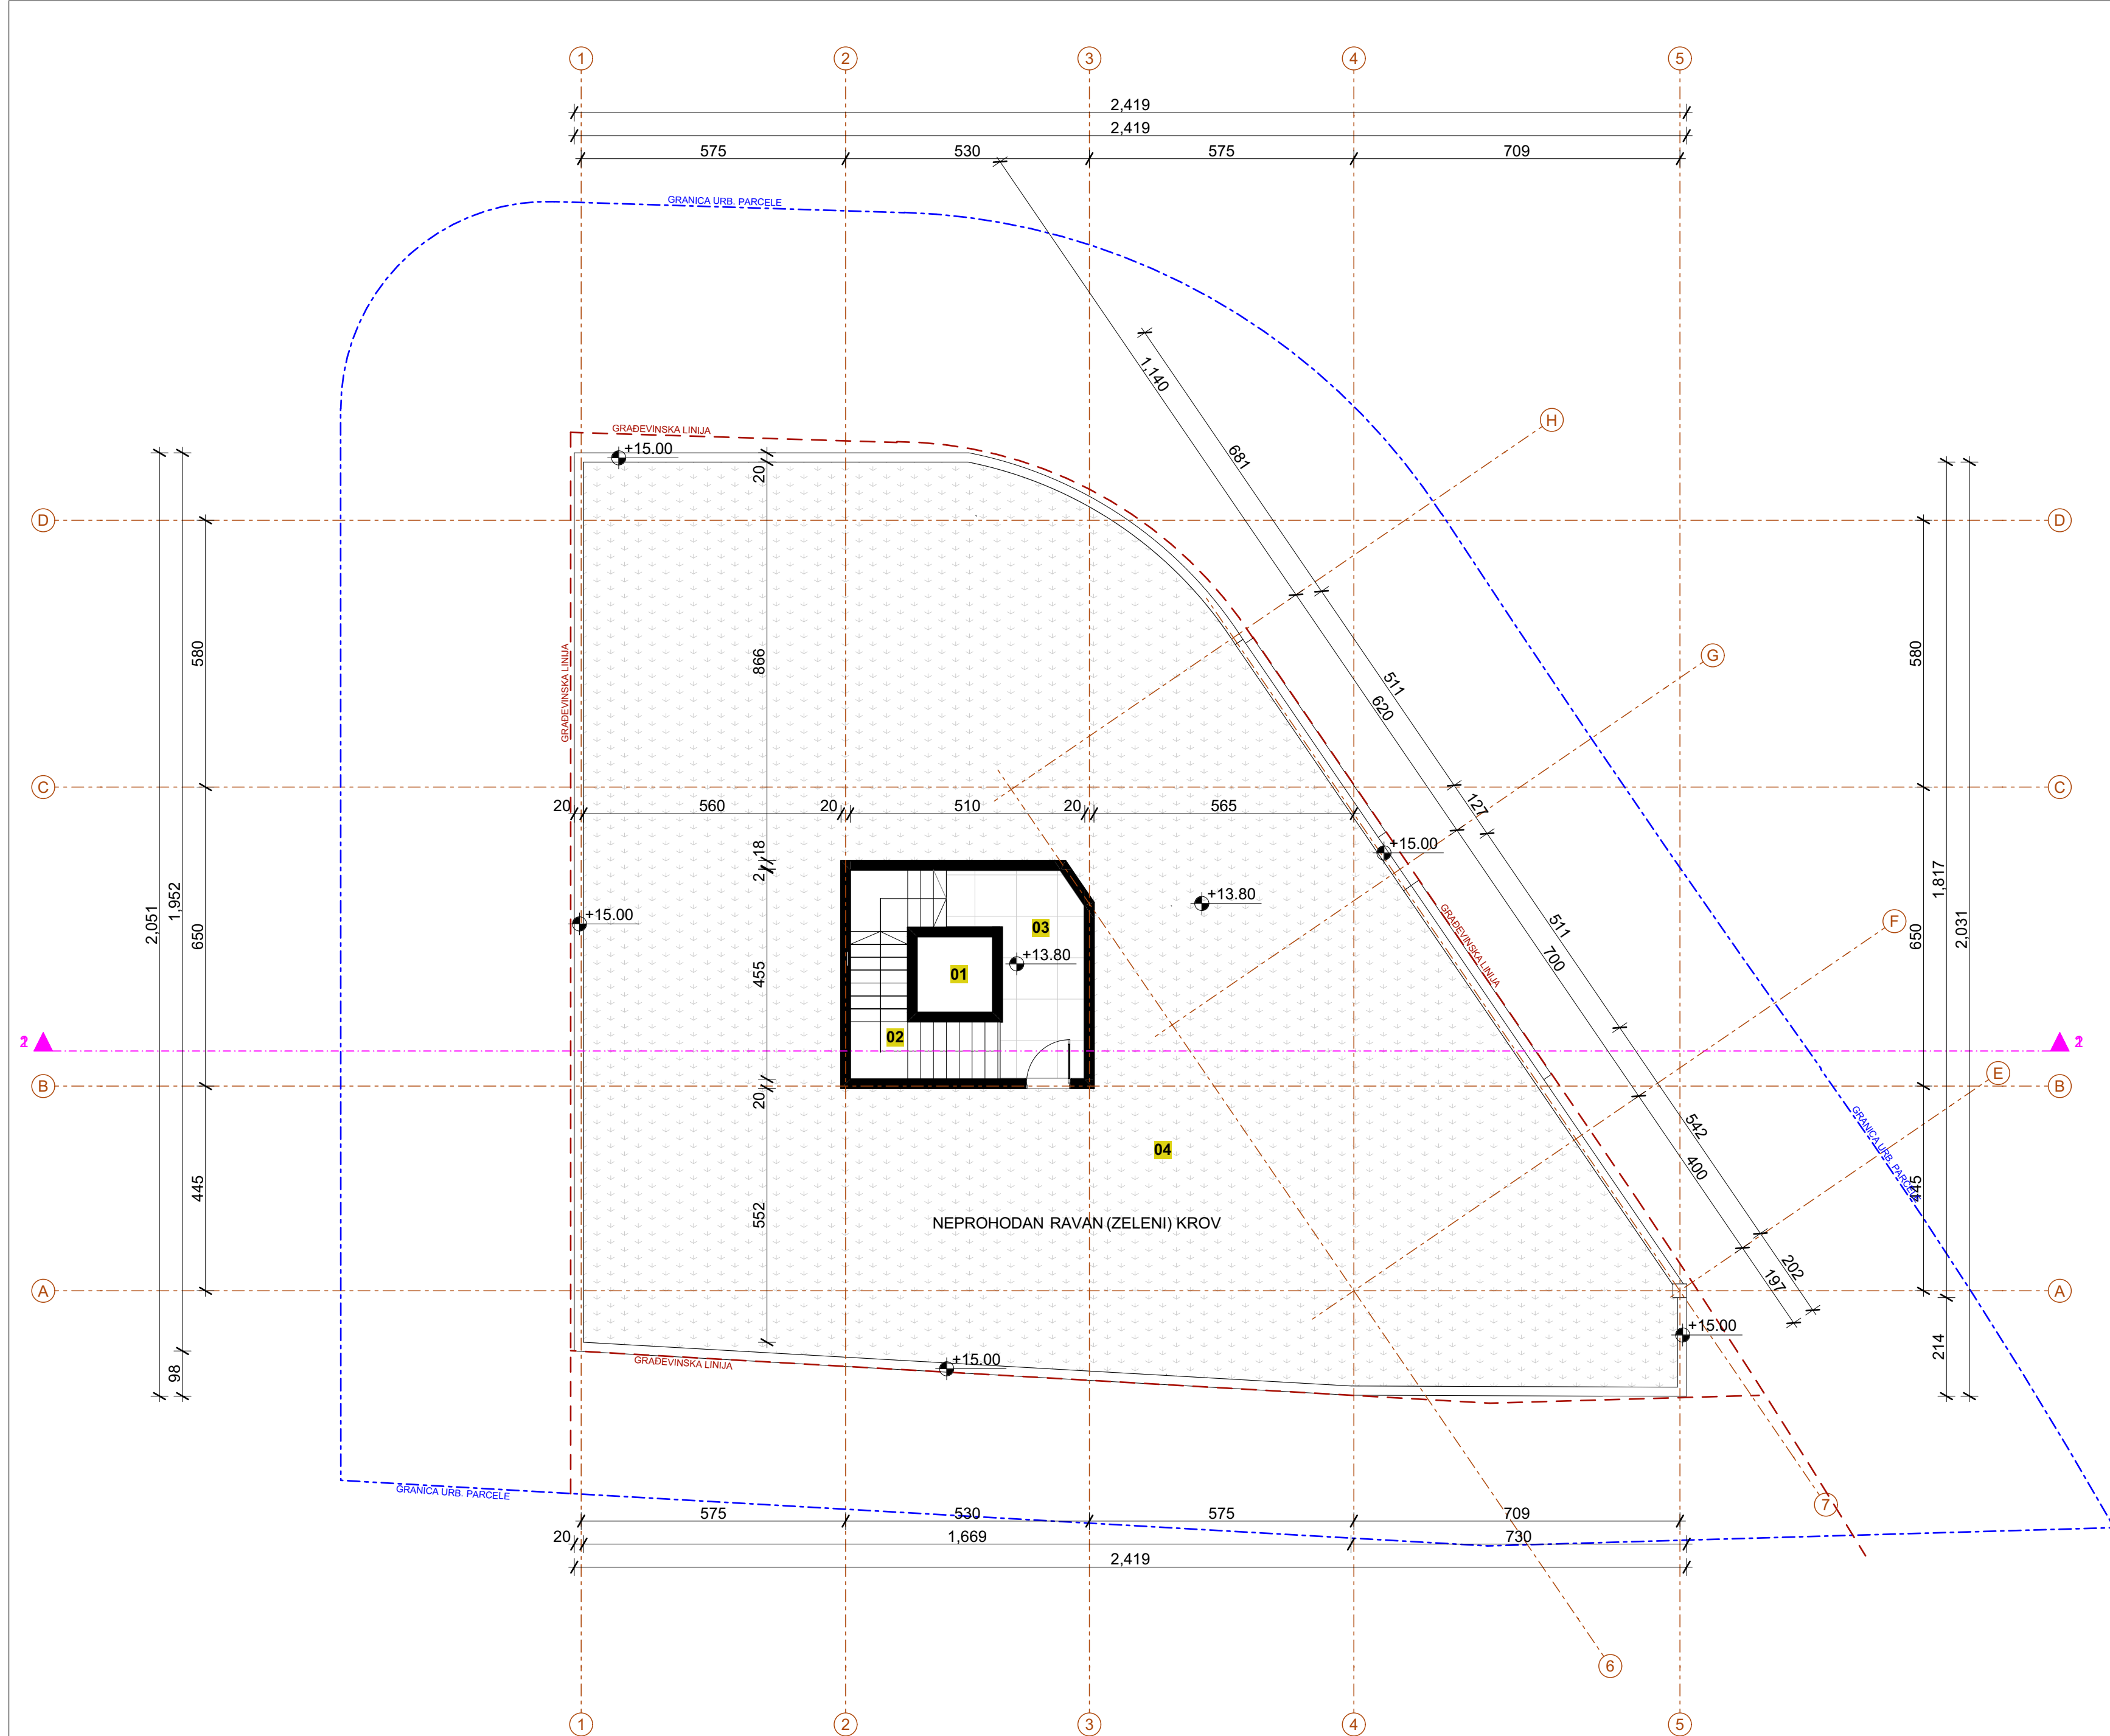 1 2 3 4 5
2,419
2,419
575 530 575 709
GRANICA URB. PARCELE
1,140
681
H
GRAĐEVINSKA LINIJA
+15.00
20
D D
580 866 580
GRAĐEVINSKA LINIJA
G
511
620
C C
20 560 20 510 20 565
127
18
2
+15.00
+13.80
1,817
1,952
2,051
2,031
+15.00
650 650
GRAĐEVINSKA LINIJA
F
511
700
03
+13.80
01
455
02
B B
E
20
542
400
GRANICA URB. PARCELE
04
445 445
552
NEPROHODAN RAVAN (ZELENI) KROV
202
197
A A
+15.00
214
+15.00
GRAĐEVINSKA LINIJA
98
GRANICA URB. PARCELE
7
575 530 575 709
20 1,669 730
2,419
6
1 2 3 4 5